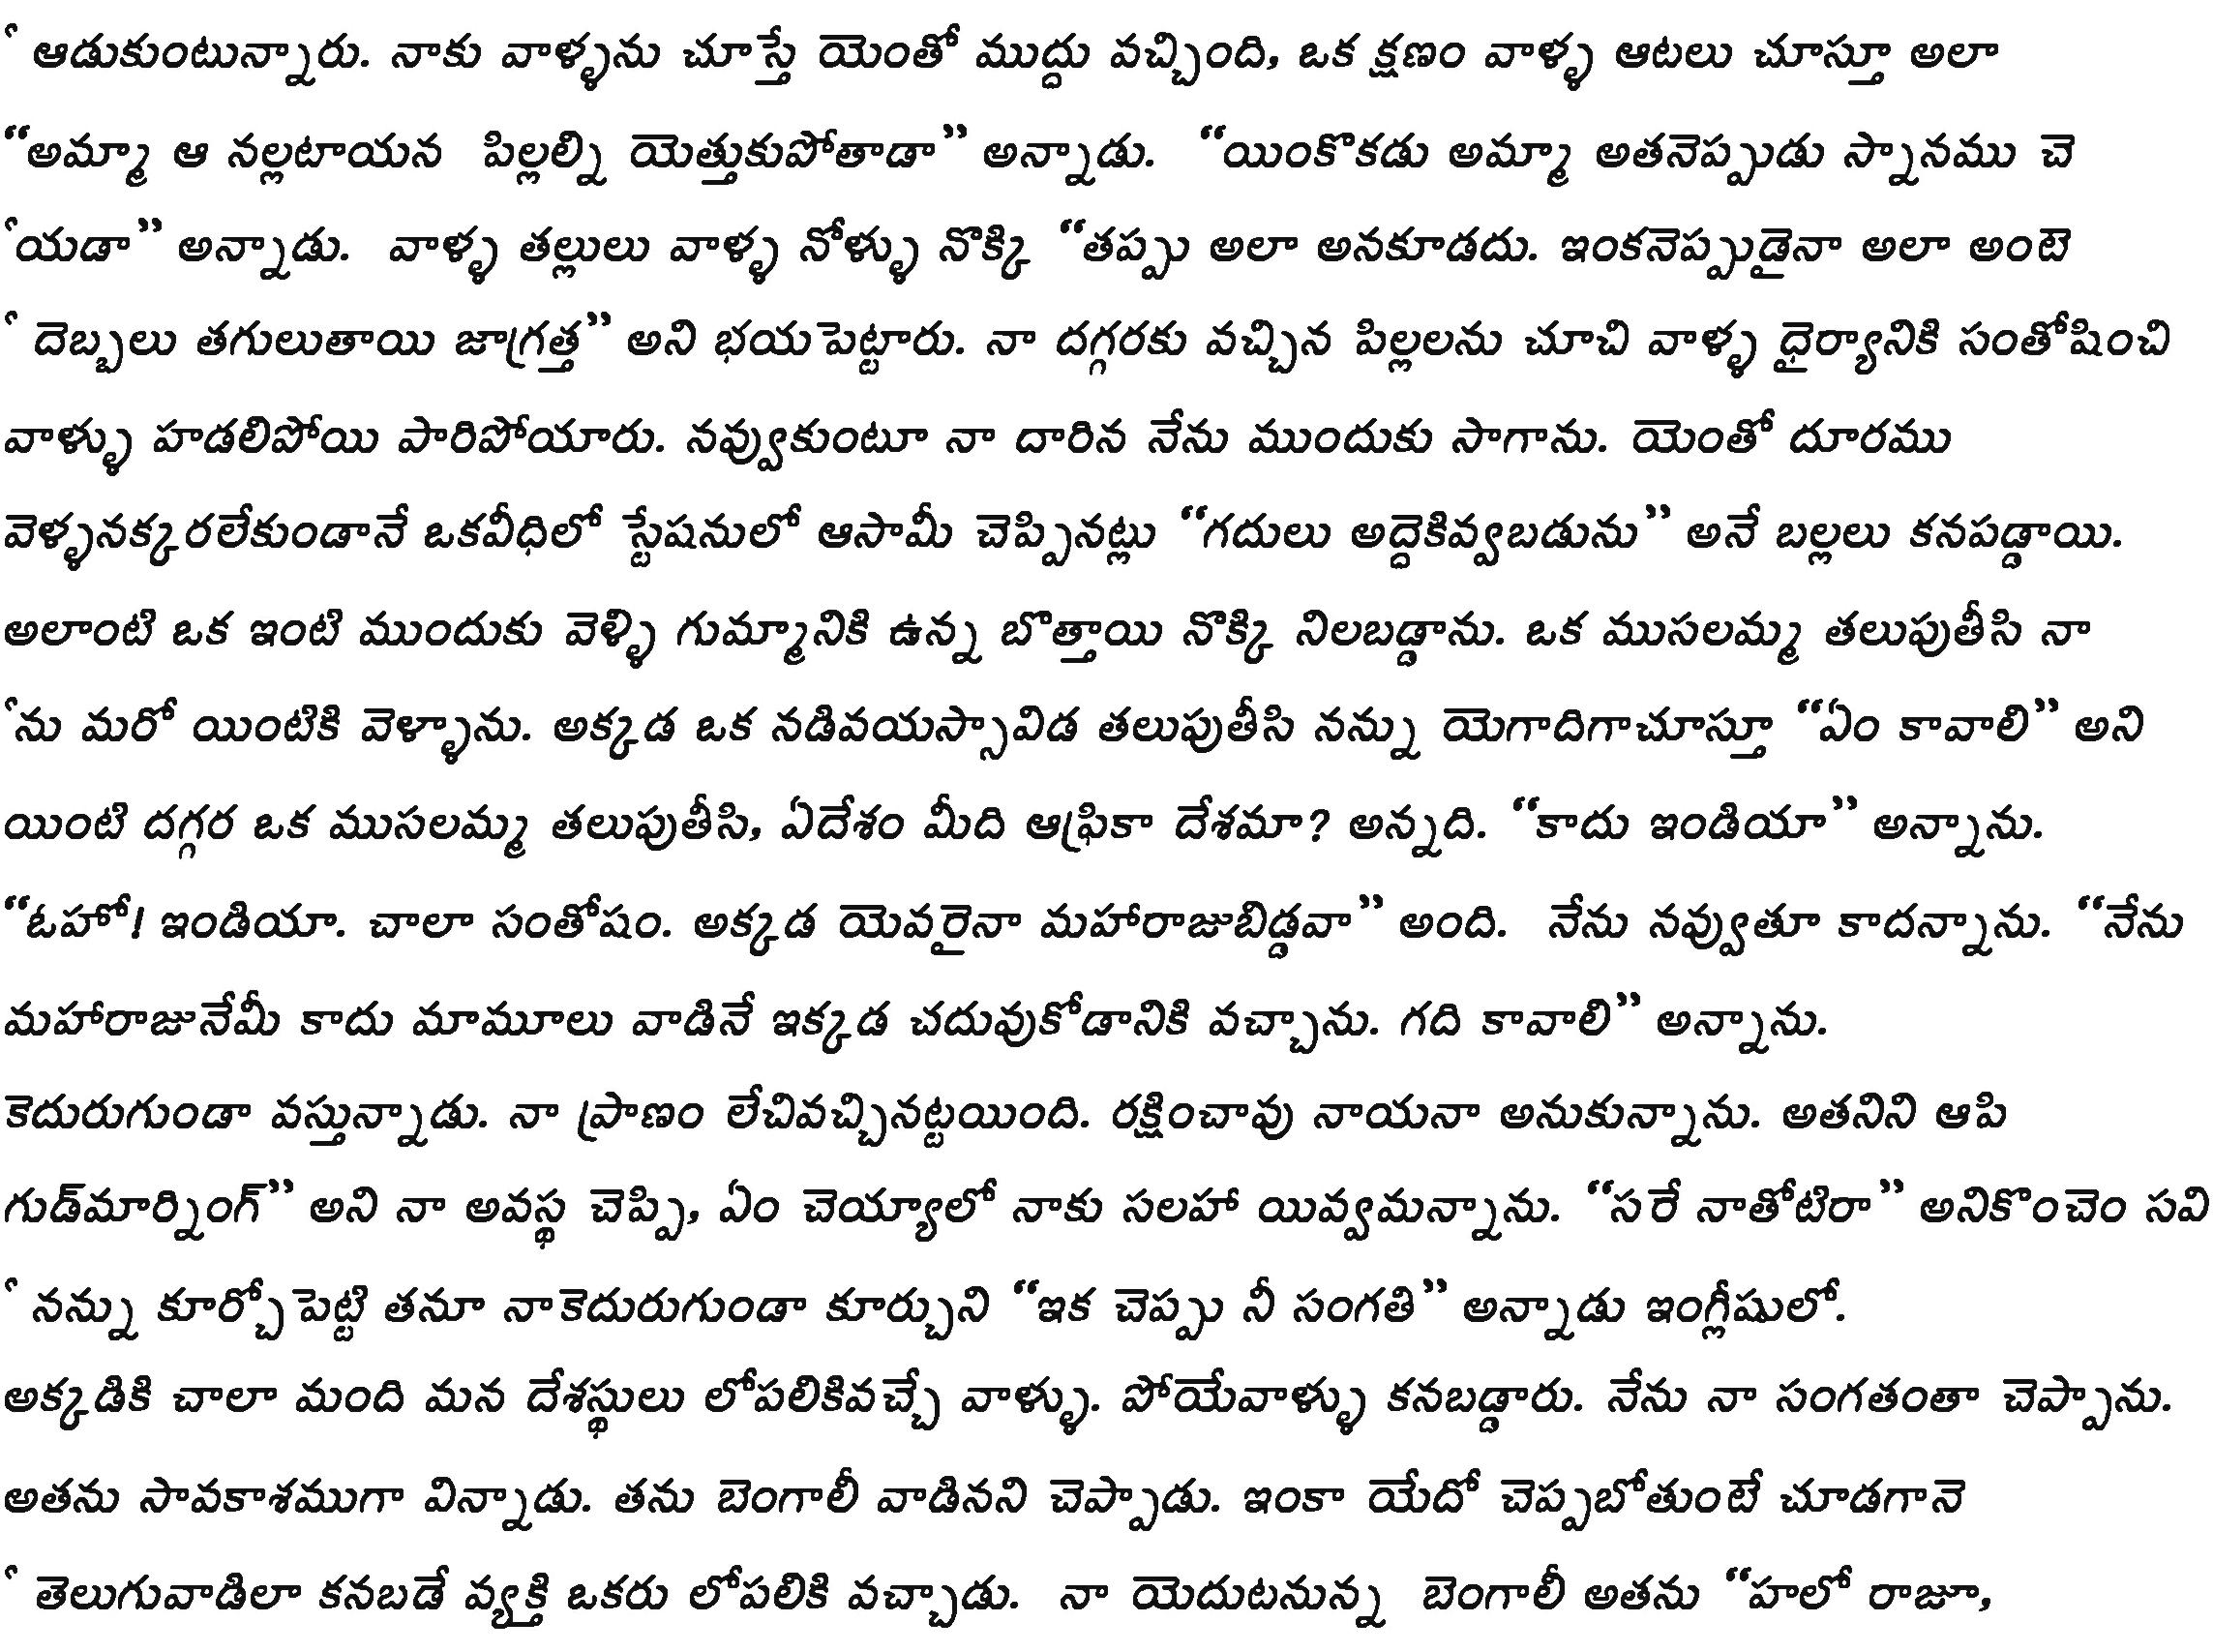 ఆడుకుంటున్నారు. నాకు వాళ్ళను చూస్తే యెంతో ముద్దు వచ్చింది, ఒక క్షణం వాళ్ళ ఆటలు చూస్తూ అలా
“అమ్మా ఆ నల్లటాయన పిల్లల్ని యెత్తుకుపోతాడా” అన్నాడు. “యింకొకడు అమ్మా అతనెప్పుడు స్నానము చె
యడా” అన్నాడు. వాళ్ళ తల్లులు వాళ్ళ నోళ్ళు నొక్కి “తప్పు అలా అనకూడదు. ఇంకనెప్పుడైనా అలా అంటె
దెబ్బలు తగులుతాయి జాగ్రత్త” అని భయపెట్టారు. నా దగ్గరకు వచ్చిన పిల్లలను చూచి వాళ్ళ ధైర్యానికి సంతోషించి
వాళ్ళు హడలిపోయి పారిపోయారు. నవ్వుకుంటూ నా దారిన నేను ముందుకు సాగాను. యెంతో దూరము
వెళ్ళనక్కరలేకుండానే ఒకవీధిలో స్టేషనులో ఆసామీ చెప్పినట్లు “గదులు అద్దెకివ్వబడును” అనే బల్లలు కనపడ్డాయి.
అలాంటి ఒక ఇంటి ముందుకు వెళ్ళి గుమ్మానికి ఉన్న బొత్తాయి నొక్కి నిలబడ్డాను. ఒక ముసలమ్మ తలుపుతీసి నా
ను మరో యింటికి వెళ్ళాను. అక్కడ ఒక నడివయస్సావిడ తలుపుతీసి నన్ను యెగాదిగాచూస్తూ “ఏం కావాలి” అని
యింటి దగ్గర ఒక ముసలమ్మ తలుపుతీసి, ఏదేశం మీది ఆఫ్రికా దేశమా? అన్నది. “కాదు ఇండియా” అన్నాను.
“ఓహో! ఇండియా. చాలా సంతోషం. అక్కడ యెవరైనా మహారాజుబిడ్డవా” అంది. నేను నవ్వుతూ కాదన్నాను. “నేను
మహారాజునేమీ కాదు మామూలు వాడినే ఇక్కడ చదువుకోడానికి వచ్చాను. గది కావాలి” అన్నాను.
కెదురుగుండా వస్తున్నాడు. నా ప్రాణం లేచివచ్చినట్టయింది. రక్షించావు నాయనా అనుకున్నాను. అతనిని ఆపి
గుడ్‌మార్నింగ్” అని నా అవస్థ చెప్పి, ఏం చెయ్యాలో నాకు సలహా యివ్వమన్నాను. “సరే నాతోటిరా” అనికొంచెం సవి
నన్ను కూర్చోపెట్టి తనూ నాకెదురుగుండా కూర్చుని “ఇక చెప్పు నీ సంగతి” అన్నాడు ఇంగ్లీషులో.
అక్కడికి చాలా మంది మన దేశస్థులు లోపలికివచ్చే వాళ్ళు. పోయేవాళ్ళు కనబడ్డారు. నేను నా సంగతంతా చెప్పాను.
అతను సావకాశముగా విన్నాడు. తను బెంగాలీ వాడినని చెప్పాడు. ఇంకా యేదో చెప్పబోతుంటే చూడగానె
తెలుగువాడిలా కనబడే వ్యక్తి ఒకరు లోపలికి వచ్చాడు. నా యెదుటనున్న బెంగాలీ అతను “హలో రాజూ,